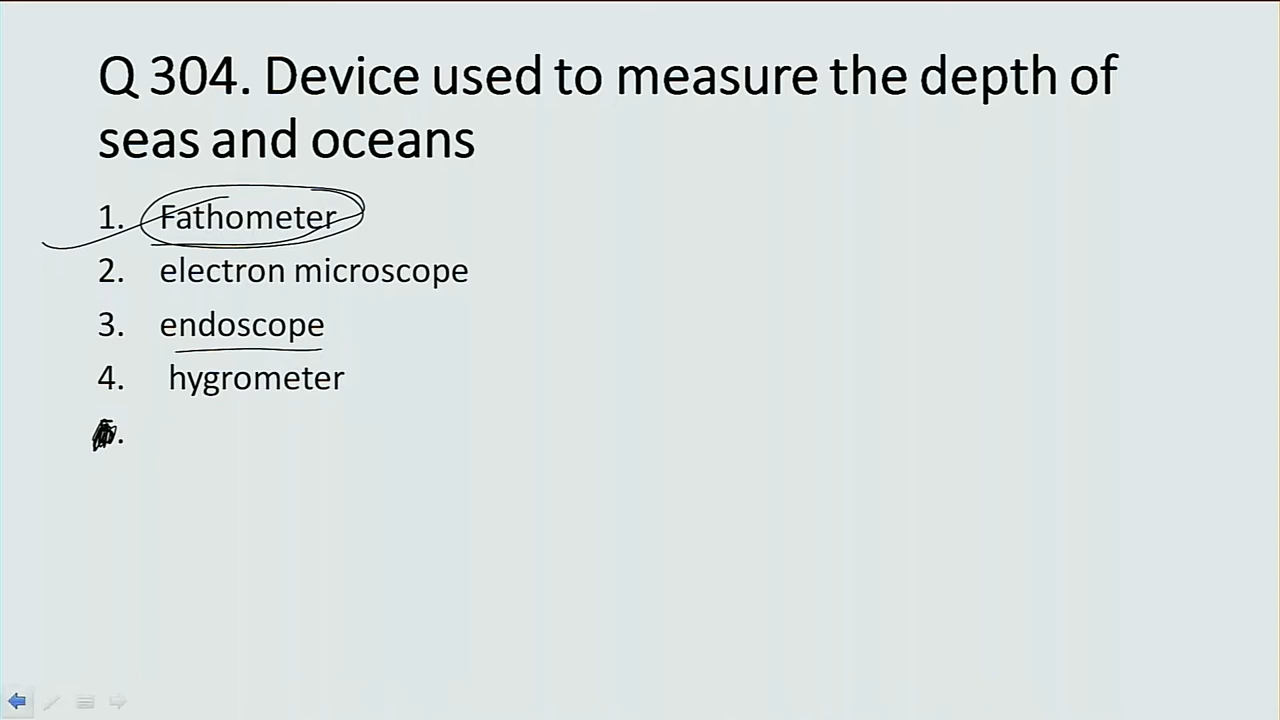 Q 304. Device used to measure the depth of
seas and oceans
1. Fathometer
2. electron microscope
3. endoscope
4. hygrometer